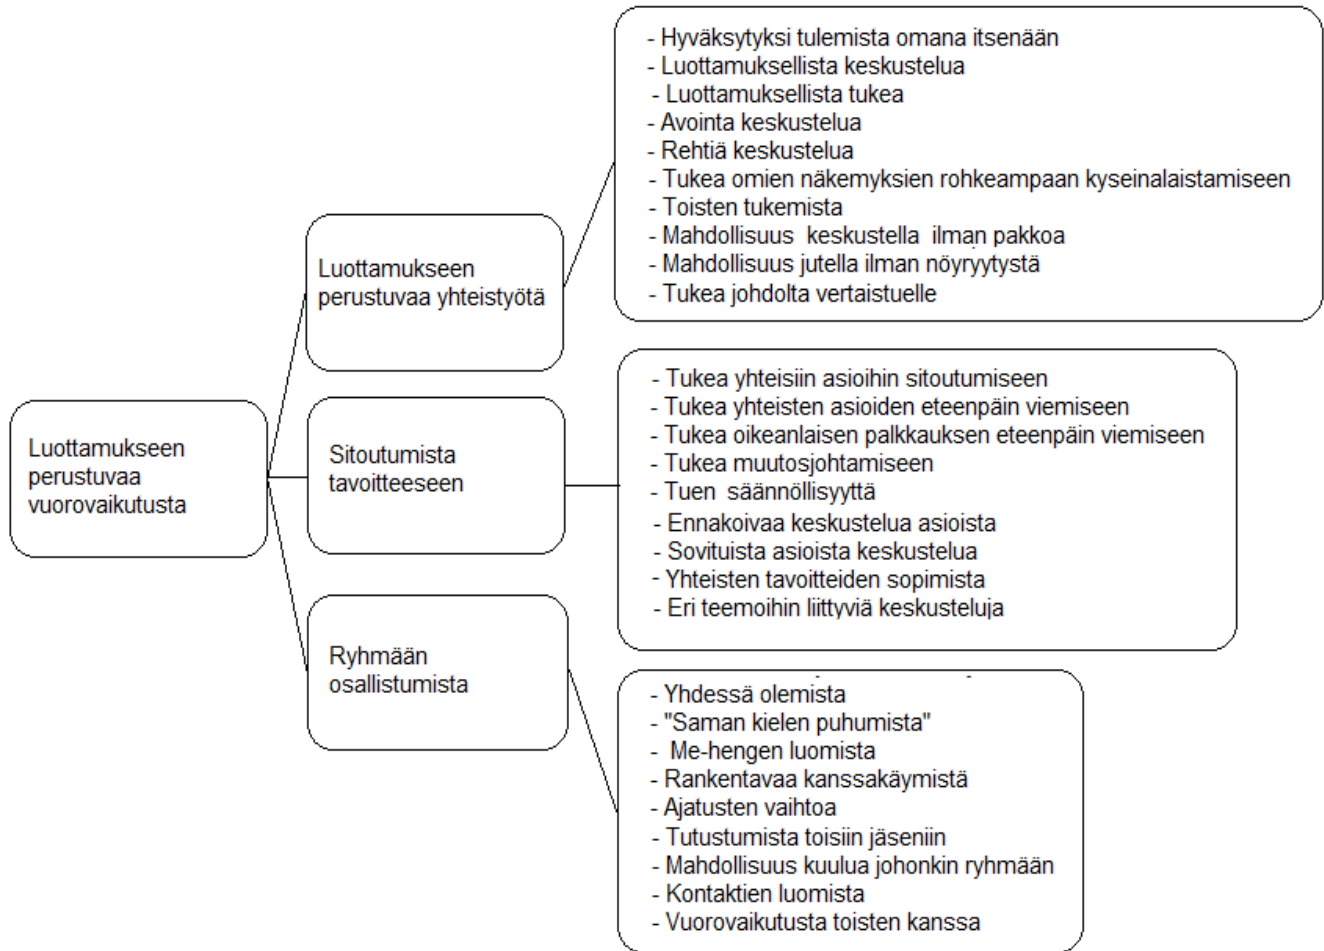 - Hyväksytyksi tulemista omana itsenään
- Luottamuksellista keskustelua
- Luottamuksellista tukea
- Avointa keskustelua
- Rehtiä keskustelua
- Tukea omien näkemyksien rohkeampaan kyseinalaistamiseen
- Toisten tukemista
- Mahdollisuus keskustella ilman pakkoa
- Mahdollisuus jutella ilman nöyryytystä
- Tukea johdolta vertaistuelle
Luottamukseen
perustuvaa yhteistyötä
- Tukea yhteisiin asioihin sitoutumiseen
- Tukea yhteisten asioiden eteenpäin viemiseen
- Tukea oikeanlaisen palkkauksen eteenpäin viemiseen
- Tukea muutosjohtamiseen
- Tuen säännöllisyyttä
- Ennakoivaa keskustelua asioista
- Sovituista asioista keskustelua
- Yhteisten tavoitteiden sopimista
- Eri teemoihin liittyviä keskusteluja
Sitoutumista
tavoitteeseen
Luottamukseen
perustuvaa
vuorovaikutusta
Ryhmään
osallistumista
- Yhdessä olemista
- "Saman kielen puhumista"
- Me-hengen luomista
- Rankentavaa kanssakäymistä
- Ajatusten vaihtoa
- Tutustumista toisiin jäseniin
- Mahdollisuus kuulua johonkin ryhmään
- Kontaktien luomista
- Vuorovaikutusta toisten kanssa